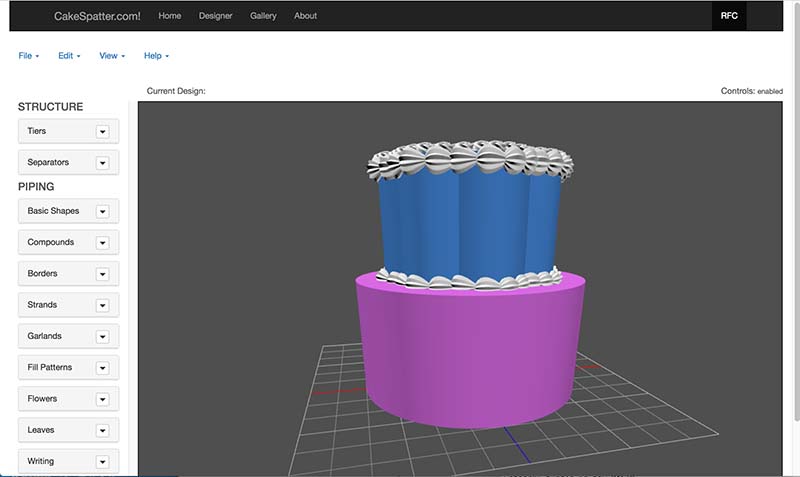 CakeSpatter.com! Home Designer Gallery About RFC
File Edit View Help
Current Design: Controls: enabled
STRUCTURE
Tiers
Separators
PIPING
Basic Shapes
Compounds
Borders
Strands
Garlands
Fill Patterns
Flowers
Leaves
Writing